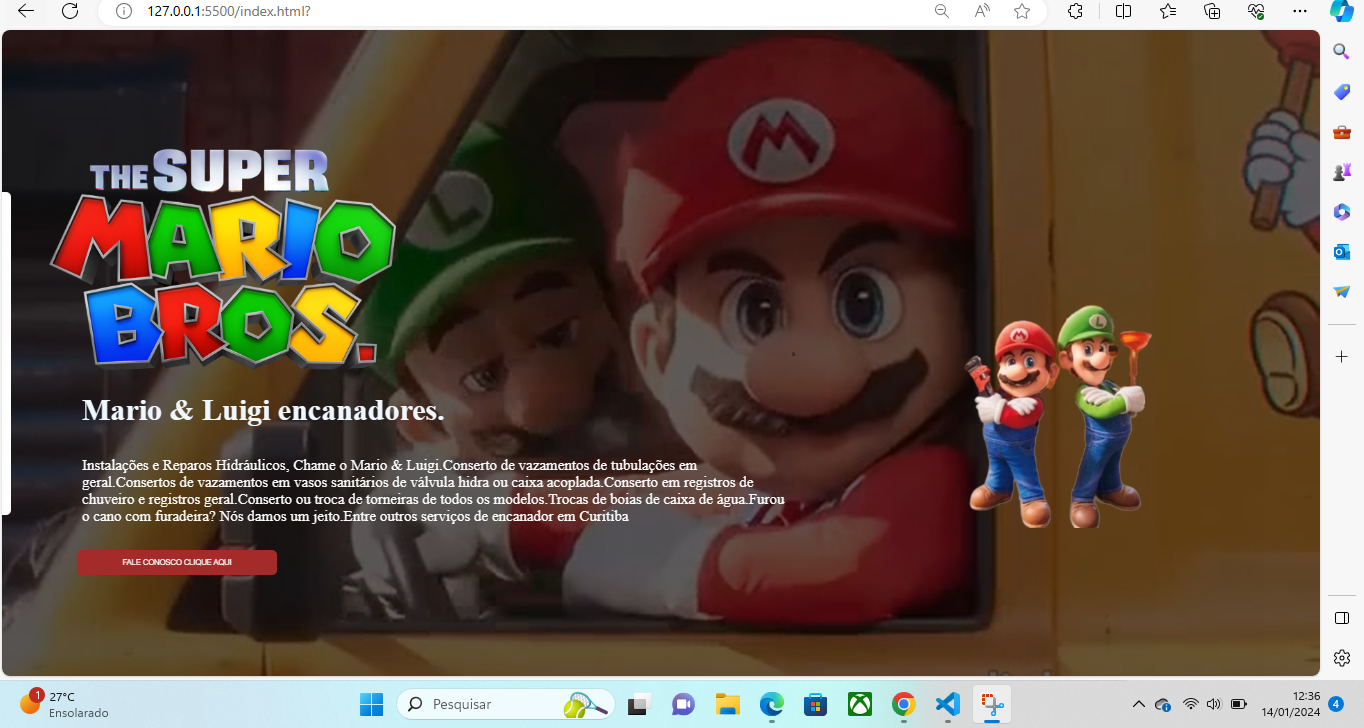 127.0.0.1:5500/index.html?
THE SUPER
MARIO
BROS.
M
L
Mario & Luigi encanadores.
Instalações e Reparos Hidráulicos, Chame o Mario & Luigi.Conserto de vazamentos de tubulações em
geral.Consertos de vazamentos em vasos sanitários de válvula hidra ou caixa acoplada.Conserto em registros de
chuveiro e registros geral.Conserto ou troca de torneiras de todos os modelos.Trocas de boias de caixa de água.Furou
o cano com furadeira? Nós damos um jeito.Entre outros serviços de encanador em Curitiba
FALE CONOSCO CLIQUE AQUI
1
27°C
Ensolarado
Pesquisar
12:36
14/01/2024
4